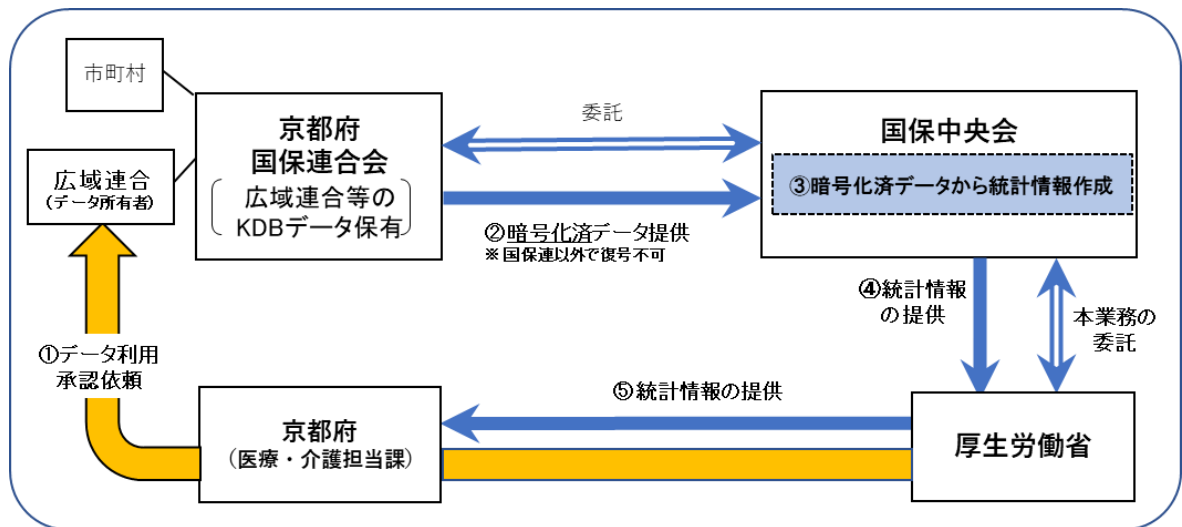 市町村
広域連合
(データ所有者)
京都府
国保連合会
広域連合等の
KDBデータ保有
委託
国保中央会
③暗号化済データから統計情報作成
②暗号化済データ提供
※国保連以外で復号不可
④統計情報
の提供
本業務の
委託
①データ利用
承認依頼
⑤統計情報の提供
京都府
(医療・介護担当課)
厚生労働省